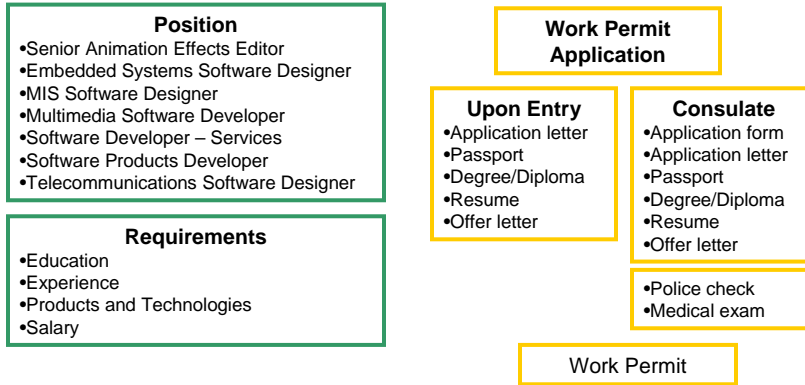 Position
•Senior Animation Effects Editor
•Embedded Systems Software Designer
•MIS Software Designer
•Multimedia Software Developer
•Software Developer – Services
•Software Products Developer
•Telecommunications Software Designer
Requirements
•Education
•Experience
•Products and Technologies
•Salary
Work Permit
Application
Upon Entry
•Application letter
•Passport
•Degree/Diploma
•Resume
•Offer letter
Consulate
•Application form
•Application letter
•Passport
•Degree/Diploma
•Resume
•Offer letter
•Police check
•Medical exam
Work Permit